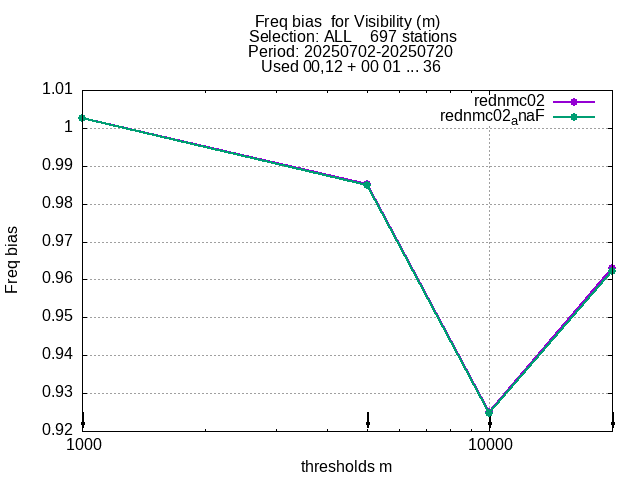 Freq bias  for Visibility (m)
Selection: ALL    697 stations
Period: 20250702-20250720
Used 00,12 + 00 01 ... 36
rednmc02
rednmc02anaF
1.01
1
0.99
0.98
0.97
0.96
0.95
0.94
0.93
0.92
Freq bias
1000
10000
thresholds m